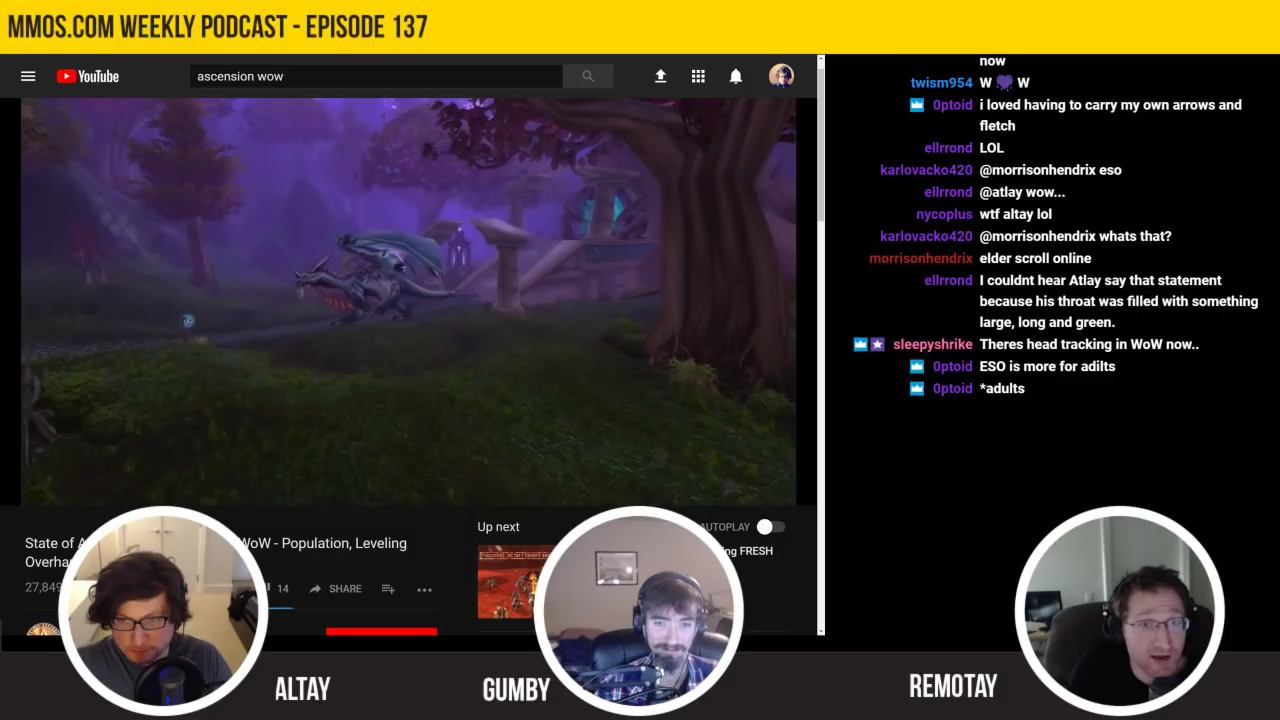 MMOS.COM WEEKLY PODCAST - EPISODE 137
YouTube
ascension wow
now
twism954 W W
0ptoid i loved having to carry my own arrows and
fletch
ellrrond LOL
karlovacko420 @morrisonhendrix eso
ellrrond @atlay wow...
nycoplus wtf altay lol
karlovacko420 @morrisonhendrix whats that?
morrisonhendrix elder scroll online
ellrrond I couldnt hear Atlay say that statement
because his throat was filled with something
large, long and green.
sleepyshrike Theres head tracking in WoW now..
0ptoid ESO is more for adilts
0ptoid *adults
State of
WoW - Population, Leveling
27,849
14
SHARE
Up next
AUTOPLAY
FRESH
ALTAY
GUMBY
REMOTAY